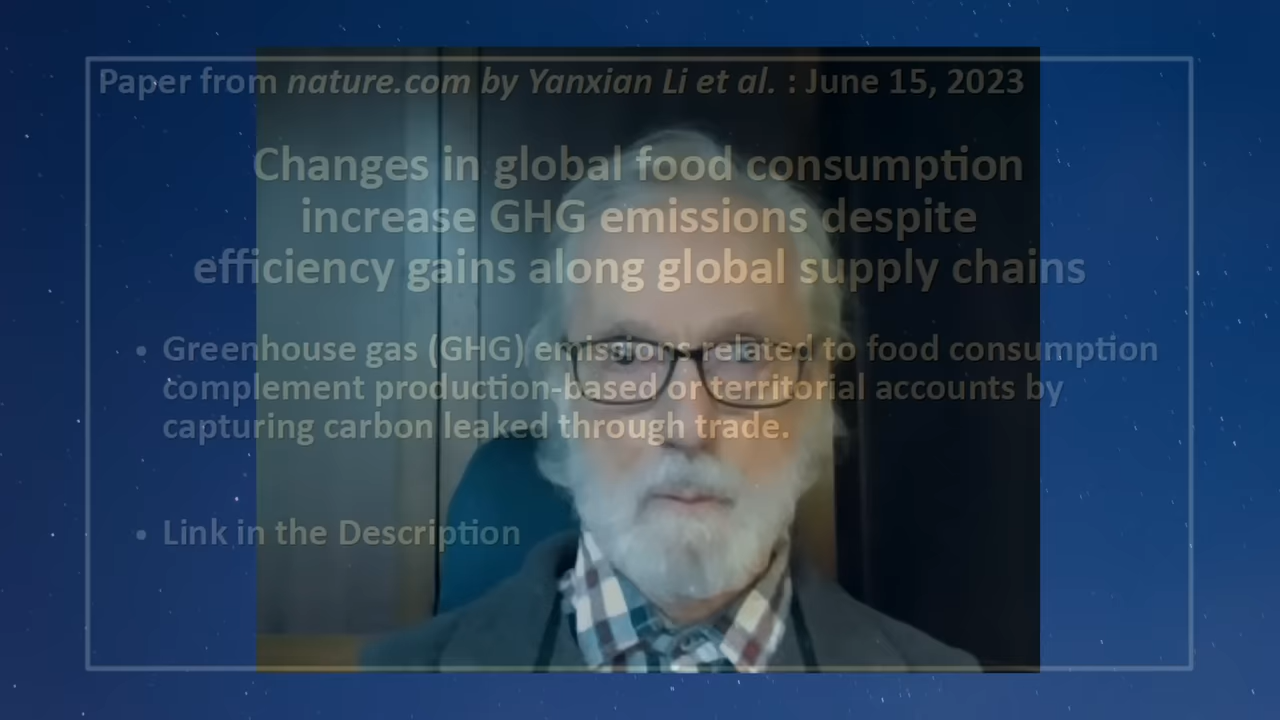 Paper from nature.com by Yanxian Li et al. : June 15, 2023
Changes in global food consumption
increase GHG emissions despite
efficiency gains along global supply chains
• Greenhouse gas (GHG) emissions related to food consumption
complement production-based or territorial accounts by
capturing carbon leaked through trade.
• Link in the Description